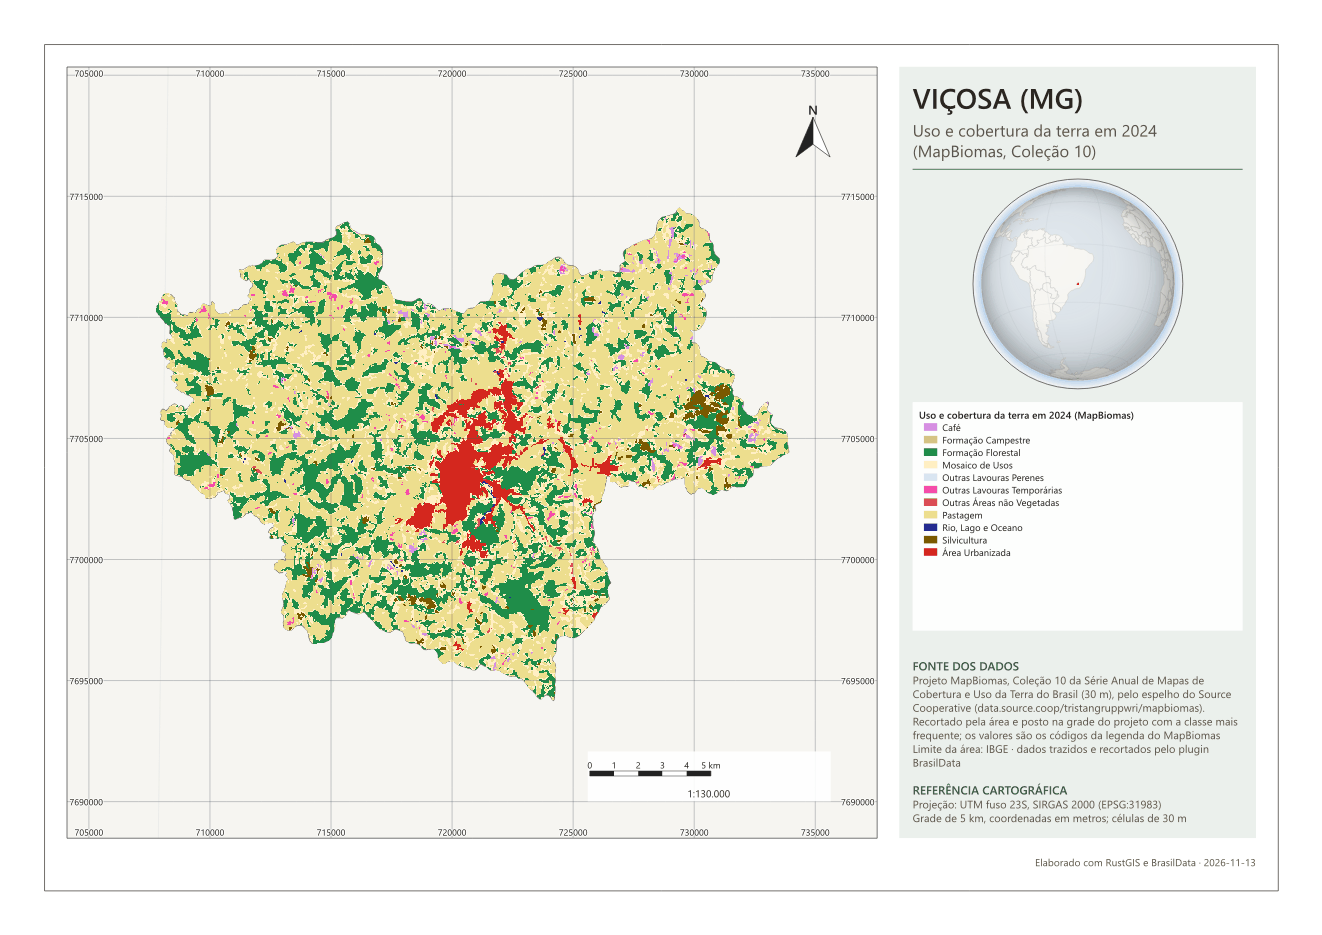 705000 710000 715000 720000 725000 730000 735000
N
7715000 7715000
7710000 7710000
7705000 7705000
7700000 7700000
7695000 7695000
7690000 7690000
0 1 2 3 4 5 km
1:130.000
705000 710000 715000 720000 725000 730000 735000
VIÇOSA (MG)
Uso e cobertura da terra em 2024
(MapBiomas, Coleção 10)
Uso e cobertura da terra em 2024 (MapBiomas)
Café
Formação Campestre
Formação Florestal
Mosaico de Usos
Outras Lavouras Perenes
Outras Lavouras Temporárias
Outras Áreas não Vegetadas
Pastagem
Rio, Lago e Oceano
Silvicultura
Área Urbanizada
FONTE DOS DADOS
Projeto MapBiomas, Coleção 10 da Série Anual de Mapas de
Cobertura e Uso da Terra do Brasil (30 m), pelo espelho do Source
Cooperative (data.source.coop/tristangruppwri/mapbiomas).
Recortado pela área e posto na grade do projeto com a classe mais
frequente; os valores são os códigos da legenda do MapBiomas
Limite da área: IBGE · dados trazidos e recortados pelo plugin
BrasilData
REFERÊNCIA CARTOGRÁFICA
Projeção: UTM fuso 23S, SIRGAS 2000 (EPSG:31983)
Grade de 5 km, coordenadas em metros; células de 30 m
Elaborado com RustGIS e BrasilData · 2026-11-13